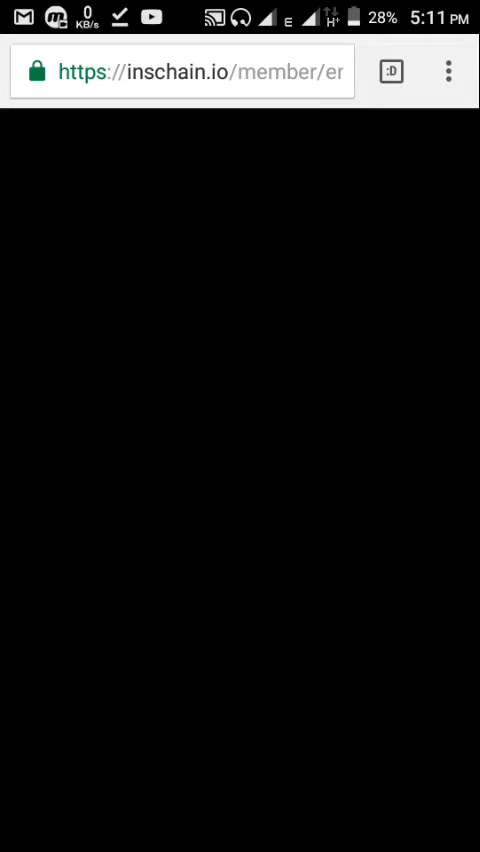 0
KB/s
E
H+
28%
5:11 PM
https://inschain.io/member/er
:D